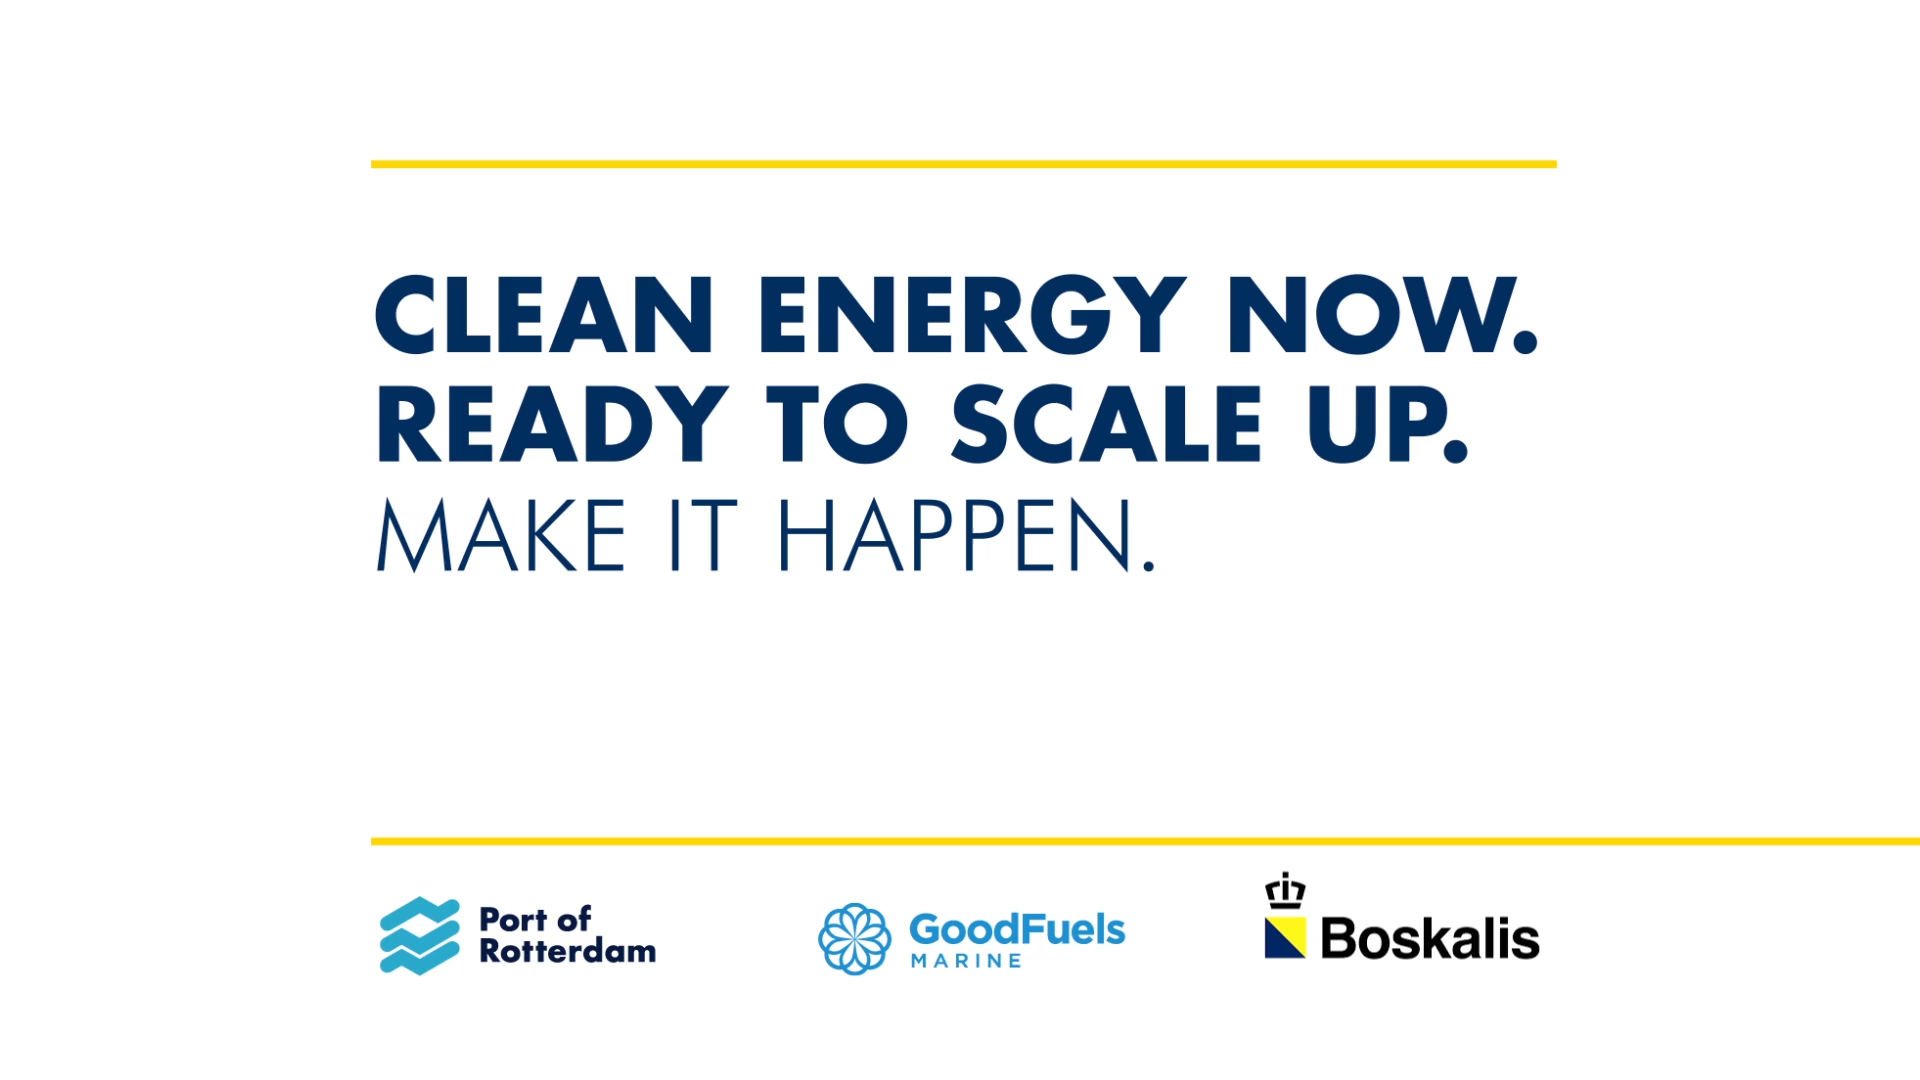 CLEAN ENERGY NOW.
READY TO SCALE UP.
MAKE IT HAPPEN.
Port of
Rotterdam
GoodFuels
MARINE
Boskalis